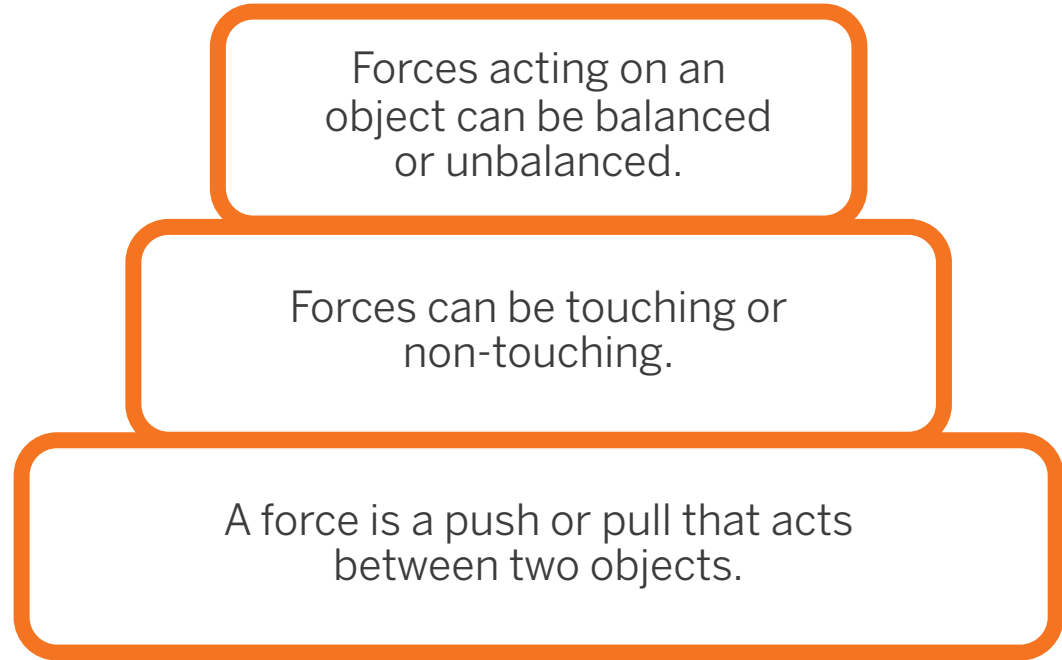 Forces acting on an
object can be balanced
or unbalanced.
Forces can be touching or
non-touching.
A force is a push or pull that acts
between two objects.